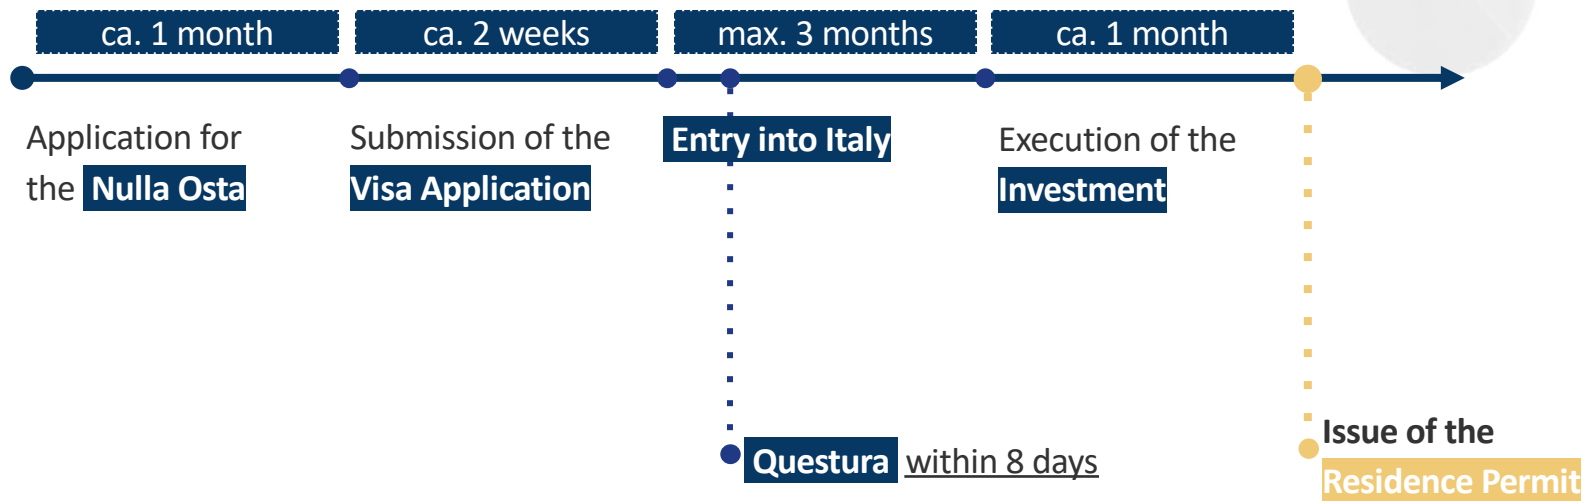 ca. 1 month
ca. 2 weeks
max. 3 months
ca. 1 month
Application for
the Nulla Osta
Submission of the
Visa Application
Entry into Italy
Execution of the
Investment
Questura within 8 days
Issue of the
Residence Permit